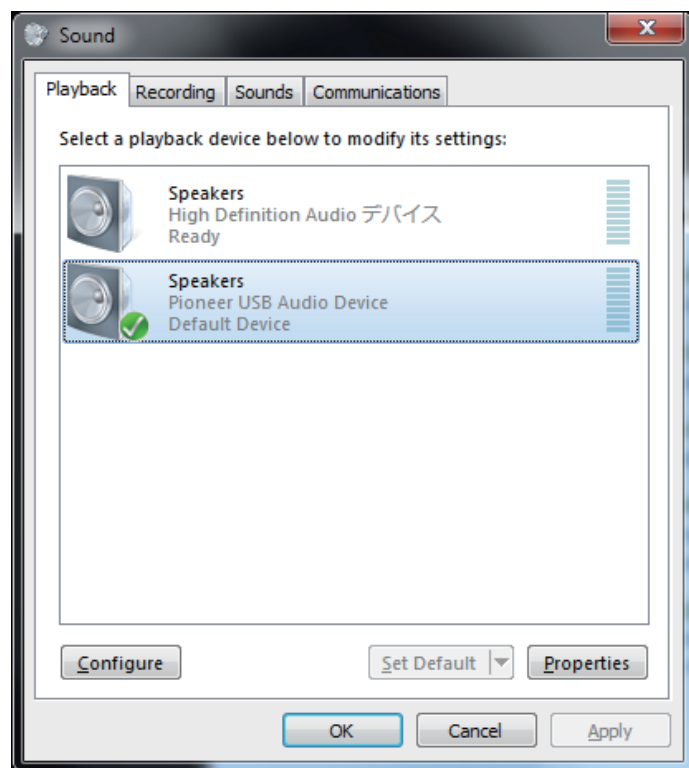 Sound
Playback Recording Sounds Communications
Select a playback device below to modify its settings:
Speakers
High Definition Audio デバイス
Ready
Speakers
Pioneer USB Audio Device
Default Device
Configure Set Default Properties
OK Cancel Apply